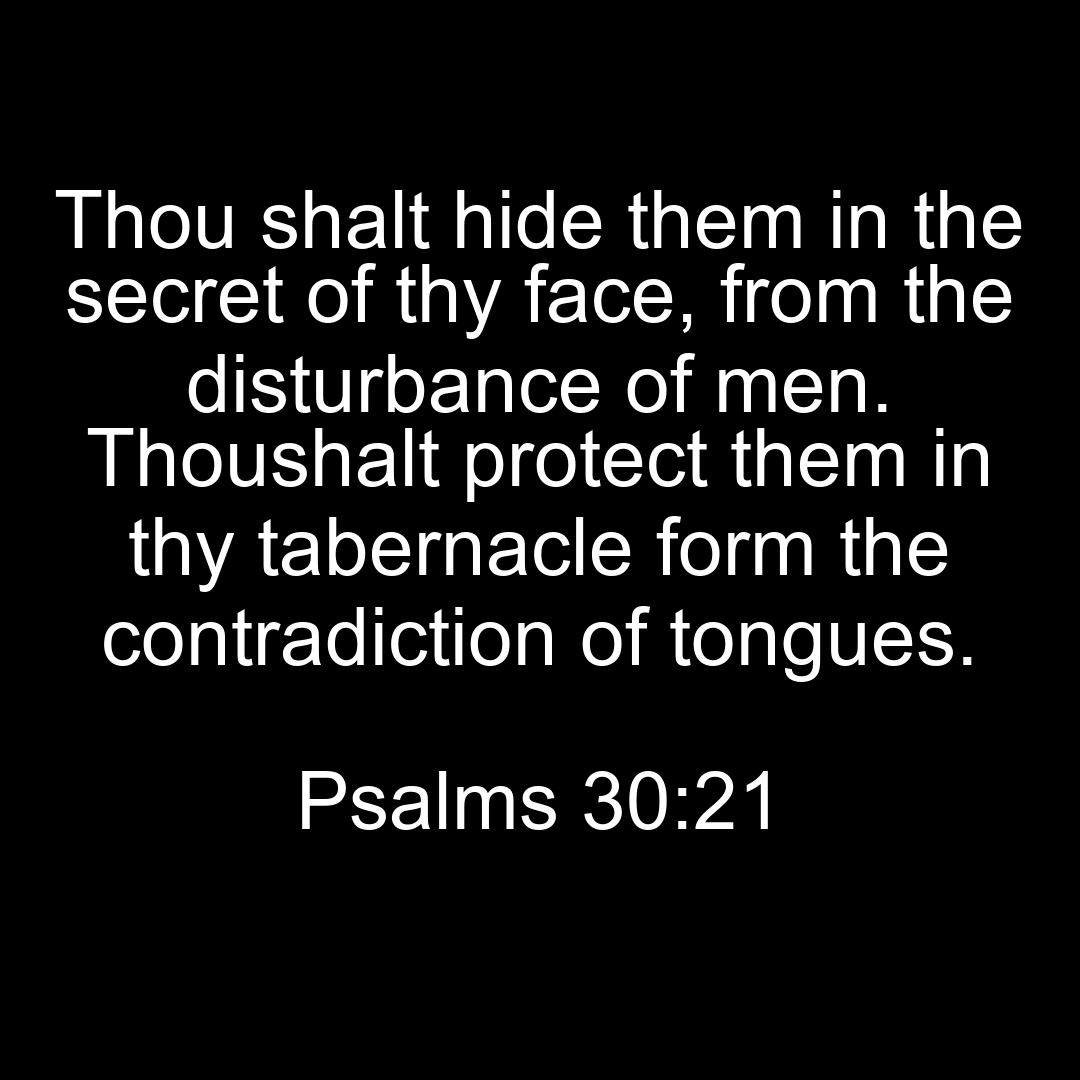 Thou shalt hide them in the
secret of thy face, from the
disturbance of men.
Thoushalt protect them in
thy tabernacle form the
contradiction of tongues.
Psalms 30:21